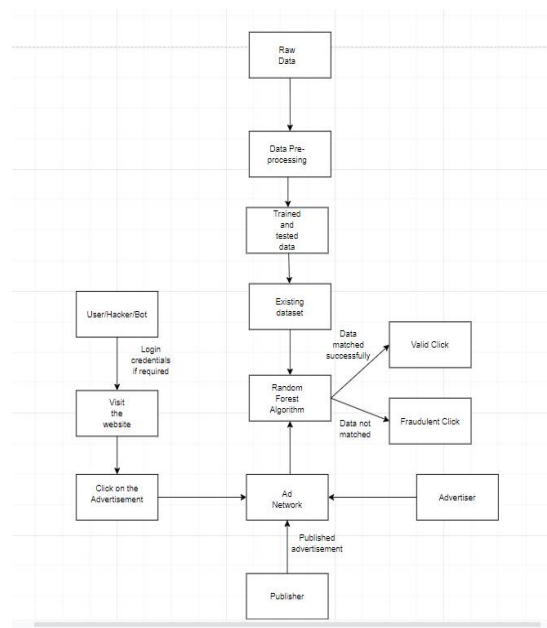 Raw
Data
Data Pre-
processing
Trained
and
tested
data
Existing
dataset
User/Hacker/Bot
Login
credentials
if required
Data
matched
successfully
Valid Click
Visit
the
website
Random
Forest
Algorithm
Data not
matched
Fraudulent Click
Click on the
Advertisement
Ad
Network
Advertiser
Published
advertisement
Publisher